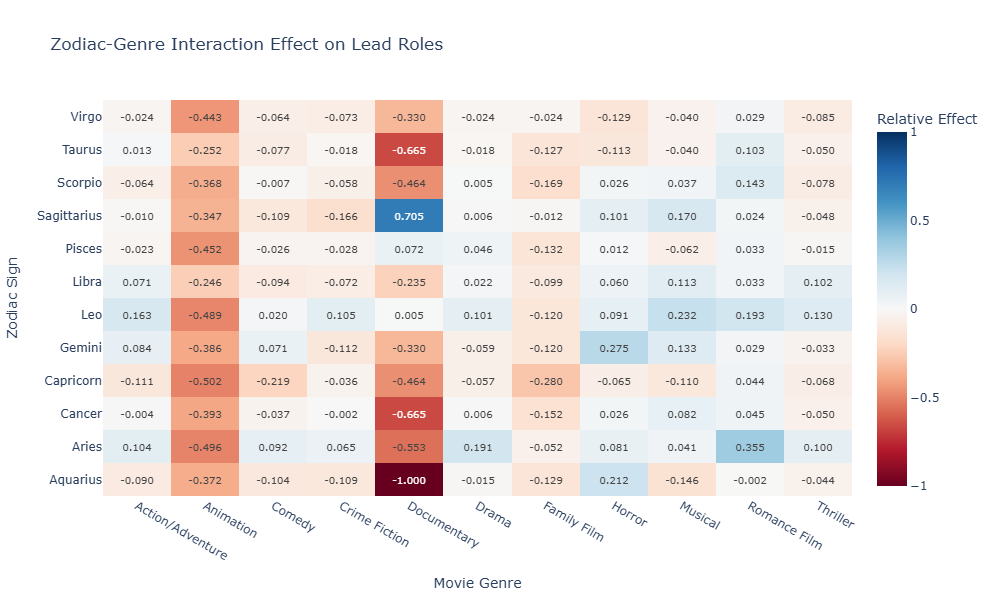 Zodiac-Genre Interaction Effect on Lead Roles
Relative Effect
Virgo -0.024 -0.443 -0.064 -0.073 -0.330 -0.024 -0.024 -0.129 -0.040 0.029 -0.085
Taurus 0.013 -0.252 -0.077 -0.018 -0.665 -0.018 -0.127 -0.113 -0.040 0.103 -0.050
Scorpio -0.064 -0.368 -0.007 -0.058 -0.464 0.005 -0.169 0.026 0.037 0.143 -0.078
Sagittarius -0.010 -0.347 -0.109 -0.166 0.705 0.006 -0.012 0.101 0.170 0.024 -0.048
Pisces -0.023 -0.452 -0.026 -0.028 0.072 0.046 -0.132 0.012 -0.062 0.033 -0.015
Libra 0.071 -0.246 -0.094 -0.072 -0.235 0.022 -0.099 0.060 0.113 0.033 0.102
Leo 0.163 -0.489 0.020 0.105 0.005 0.101 -0.120 0.091 0.232 0.193 0.130
Gemini 0.084 -0.386 0.071 -0.112 -0.330 -0.059 -0.120 0.275 0.133 0.029 -0.033
Capricorn -0.111 -0.502 -0.219 -0.036 -0.464 -0.057 -0.280 -0.065 -0.110 0.044 -0.068
Cancer -0.004 -0.393 -0.037 -0.002 -0.665 0.006 -0.152 0.026 0.082 0.045 -0.050
Aries 0.104 -0.496 0.092 0.065 -0.553 0.191 -0.052 0.081 0.041 0.355 0.100
Aquarius -0.090 -0.372 -0.104 -0.109 -1.000 -0.015 -0.129 0.212 -0.146 -0.002 -0.044
1
0.5
0
−0.5
−1
Zodiac Sign
Action/Adventure Animation Comedy Crime Fiction Documentary Drama Family Film Horror Musical Romance Film Thriller
Movie Genre